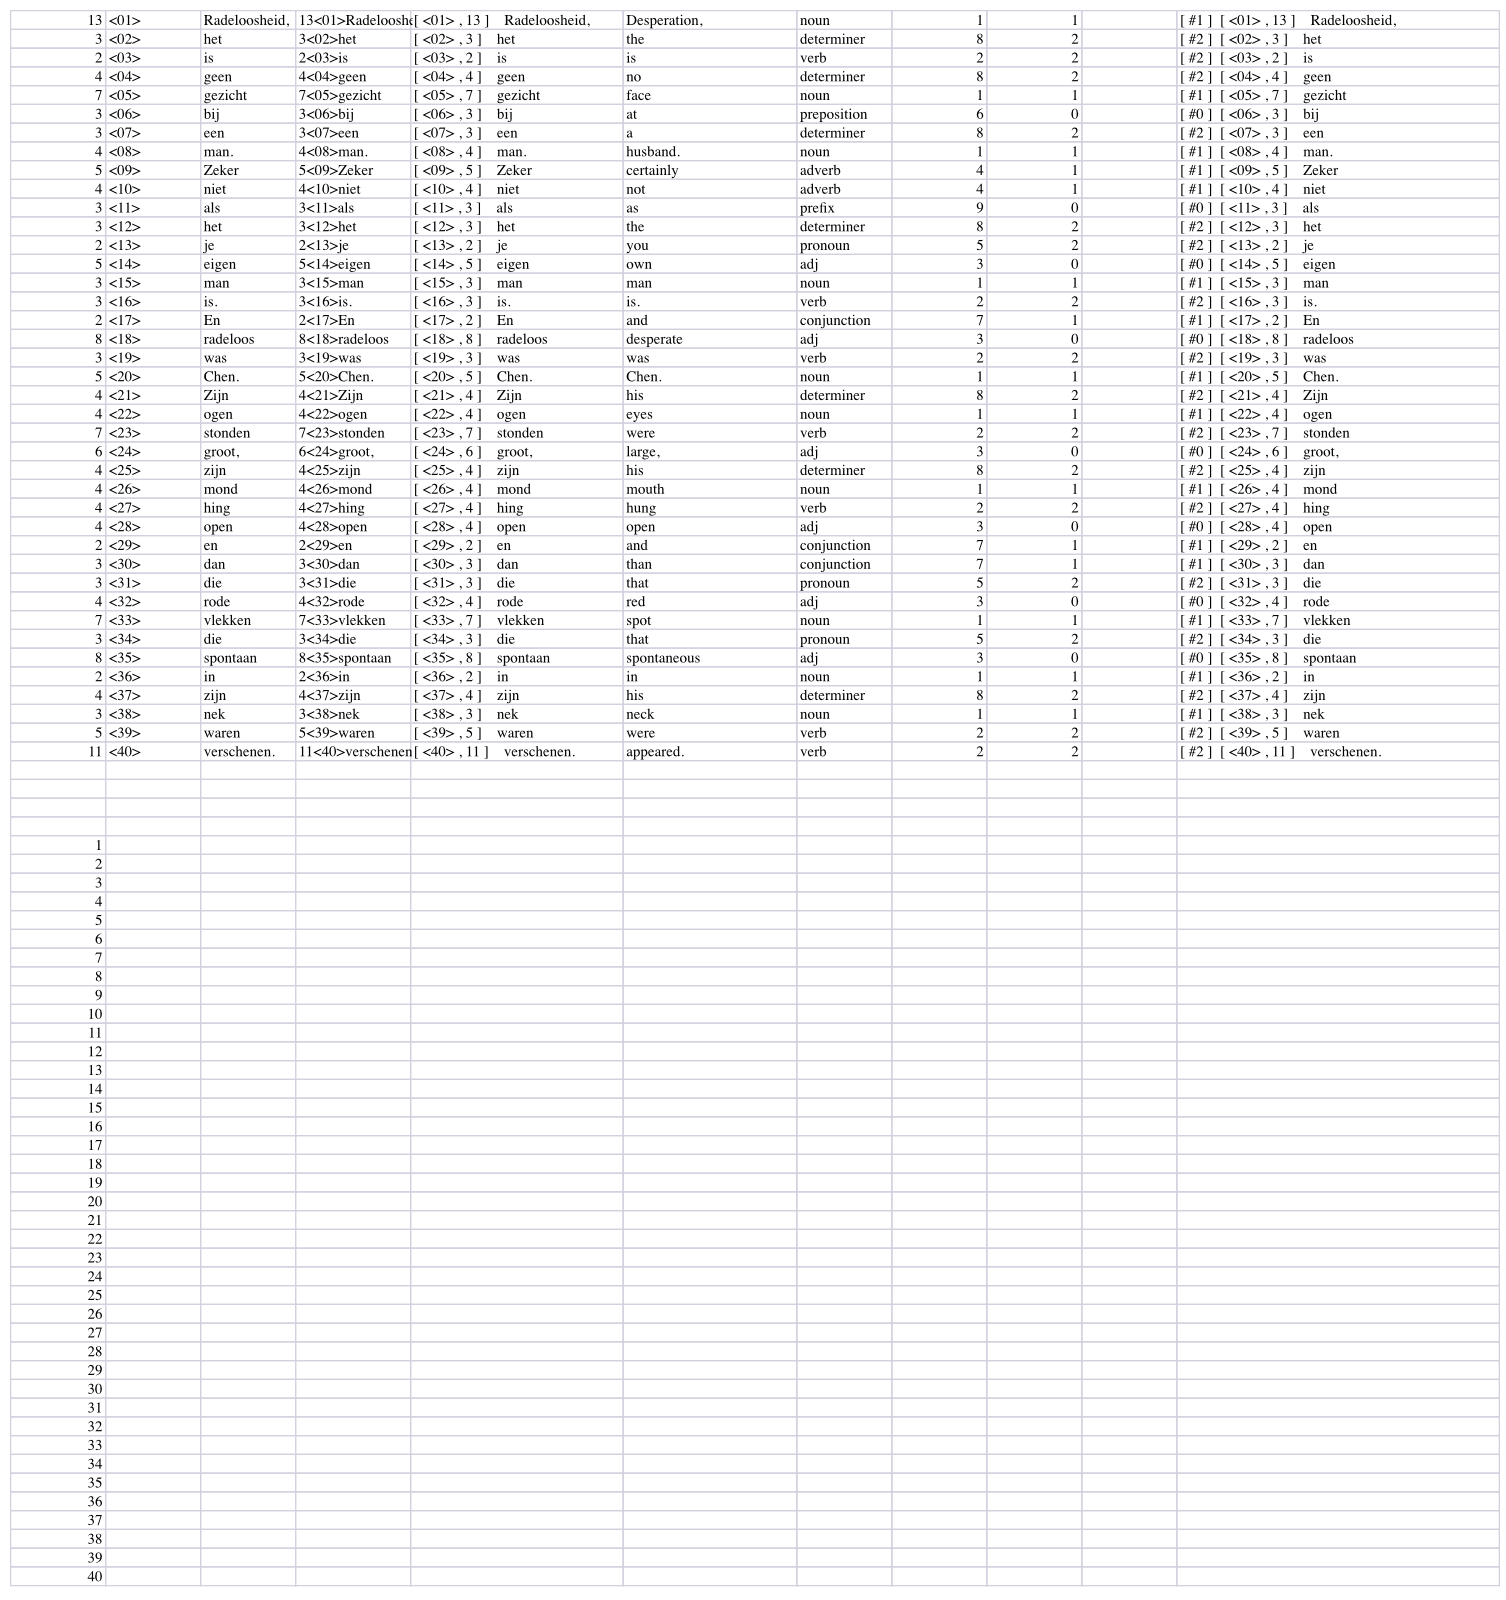 13 <01> Radeloosheid, 13<01>Radeloosh [ <01> , 13 ] Radeloosheid, Desperation, noun 1 1 [ #1 ] [ <01> , 13 ] Radeloosheid,
3 <02> het 3<02>het [ <02> , 3 ] het the determiner 8 2 [ #2 ] [ <02> , 3 ] het
2 <03> is 2<03>is [ <03> , 2 ] is is verb 2 2 [ #2 ] [ <03> , 2 ] is
4 <04> geen 4<04>geen [ <04> , 4 ] geen no determiner 8 2 [ #2 ] [ <04> , 4 ] geen
7 <05> gezicht 7<05>gezicht [ <05> , 7 ] gezicht face noun 1 1 [ #1 ] [ <05> , 7 ] gezicht
3 <06> bij 3<06>bij [ <06> , 3 ] bij at preposition 6 0 [ #0 ] [ <06> , 3 ] bij
3 <07> een 3<07>een [ <07> , 3 ] een a determiner 8 2 [ #2 ] [ <07> , 3 ] een
4 <08> man. 4<08>man. [ <08> , 4 ] man. husband. noun 1 1 [ #1 ] [ <08> , 4 ] man.
5 <09> Zeker 5<09>Zeker [ <09> , 5 ] Zeker certainly adverb 4 1 [ #1 ] [ <09> , 5 ] Zeker
4 <10> niet 4<10>niet [ <10> , 4 ] niet not adverb 4 1 [ #1 ] [ <10> , 4 ] niet
3 <11> als 3<11>als [ <11> , 3 ] als as prefix 9 0 [ #0 ] [ <11> , 3 ] als
3 <12> het 3<12>het [ <12> , 3 ] het the determiner 8 2 [ #2 ] [ <12> , 3 ] het
2 <13> je 2<13>je [ <13> , 2 ] je you pronoun 5 2 [ #2 ] [ <13> , 2 ] je
5 <14> eigen 5<14>eigen [ <14> , 5 ] eigen own adj 3 0 [ #0 ] [ <14> , 5 ] eigen
3 <15> man 3<15>man [ <15> , 3 ] man man noun 1 1 [ #1 ] [ <15> , 3 ] man
3 <16> is. 3<16>is. [ <16> , 3 ] is. is. verb 2 2 [ #2 ] [ <16> , 3 ] is.
2 <17> En 2<17>En [ <17> , 2 ] En and conjunction 7 1 [ #1 ] [ <17> , 2 ] En
8 <18> radeloos 8<18>radeloos [ <18> , 8 ] radeloos desperate adj 3 0 [ #0 ] [ <18> , 8 ] radeloos
3 <19> was 3<19>was [ <19> , 3 ] was was verb 2 2 [ #2 ] [ <19> , 3 ] was
5 <20> Chen. 5<20>Chen. [ <20> , 5 ] Chen. Chen. noun 1 1 [ #1 ] [ <20> , 5 ] Chen.
4 <21> Zijn 4<21>Zijn [ <21> , 4 ] Zijn his determiner 8 2 [ #2 ] [ <21> , 4 ] Zijn
4 <22> ogen 4<22>ogen [ <22> , 4 ] ogen eyes noun 1 1 [ #1 ] [ <22> , 4 ] ogen
7 <23> stonden 7<23>stonden [ <23> , 7 ] stonden were verb 2 2 [ #2 ] [ <23> , 7 ] stonden
6 <24> groot, 6<24>groot, [ <24> , 6 ] groot, large, adj 3 0 [ #0 ] [ <24> , 6 ] groot,
4 <25> zijn 4<25>zijn [ <25> , 4 ] zijn his determiner 8 2 [ #2 ] [ <25> , 4 ] zijn
4 <26> mond 4<26>mond [ <26> , 4 ] mond mouth noun 1 1 [ #1 ] [ <26> , 4 ] mond
4 <27> hing 4<27>hing [ <27> , 4 ] hing hung verb 2 2 [ #2 ] [ <27> , 4 ] hing
4 <28> open 4<28>open [ <28> , 4 ] open open adj 3 0 [ #0 ] [ <28> , 4 ] open
2 <29> en 2<29>en [ <29> , 2 ] en and conjunction 7 1 [ #1 ] [ <29> , 2 ] en
3 <30> dan 3<30>dan [ <30> , 3 ] dan than conjunction 7 1 [ #1 ] [ <30> , 3 ] dan
3 <31> die 3<31>die [ <31> , 3 ] die that pronoun 5 2 [ #2 ] [ <31> , 3 ] die
4 <32> rode 4<32>rode [ <32> , 4 ] rode red adj 3 0 [ #0 ] [ <32> , 4 ] rode
7 <33> vlekken 7<33>vlekken [ <33> , 7 ] vlekken spot noun 1 1 [ #1 ] [ <33> , 7 ] vlekken
3 <34> die 3<34>die [ <34> , 3 ] die that pronoun 5 2 [ #2 ] [ <34> , 3 ] die
8 <35> spontaan 8<35>spontaan [ <35> , 8 ] spontaan spontaneous adj 3 0 [ #0 ] [ <35> , 8 ] spontaan
2 <36> in 2<36>in [ <36> , 2 ] in in noun 1 1 [ #1 ] [ <36> , 2 ] in
4 <37> zijn 4<37>zijn [ <37> , 4 ] zijn his determiner 8 2 [ #2 ] [ <37> , 4 ] zijn
3 <38> nek 3<38>nek [ <38> , 3 ] nek neck noun 1 1 [ #1 ] [ <38> , 3 ] nek
5 <39> waren 5<39>waren [ <39> , 5 ] waren were verb 2 2 [ #2 ] [ <39> , 5 ] waren
11 <40> verschenen. 11<40>verschenen [ <40> , 11 ] verschenen. appeared. verb 2 2 [ #2 ] [ <40> , 11 ] verschenen.
1
2
3
4
5
6
7
8
9
10
11
12
13
14
15
16
17
18
19
20
21
22
23
24
25
26
27
28
29
30
31
32
33
34
35
36
37
38
39
40